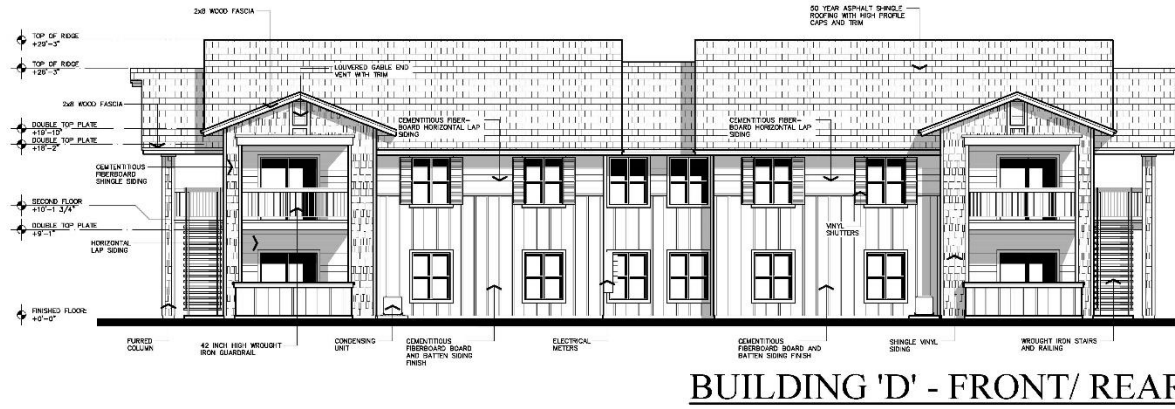 2x8 WOOD FASCIA
50 YEAR ASPHALT SHINGLE
ROOFING WITH HIGH PROFILE
CAPS AND TRIM
TOP OF RIDGE
+29'-3"
TOP OF RIDGE
+26'-3"
LOUVERED GABLE END
VENT WITH TRIM
2x8 WOOD FASCIA
DOUBLE TOP PLATE
+19'-10"
DOUBLE TOP PLATE
+18'-2"
CEMENTITIOUS FIBER-
BOARD HORIZONTAL LAP
SIDING
CEMENTITIOUS FIBER-
BOARD HORIZONTAL LAP
SIDING
CEMTENTITIOUS
FIBERBOARD
SHINGLE SIDING
SECOND FLOOR
+10'-1 3/4"
DOUBLE TOP PLATE
+9'-1"
HORIZONTAL
LAP SIDING
VINYL
SHUTTERS
FINISHED FLOOR
+0'-0"
FURRED
COLUMN
42 INCH HIGH WROUGHT
IRON GUARDRAIL
CONDENSING
UNIT
CEMENTITIOUS
FIBERBOARD BOARD
AND BATTEN SIDING
FINISH
ELECTRICAL
METERS
CEMENTITIOUS
FIBERBOARD BOARD AND
BATTEN SIDING FINISH
SHINGLE VINYL
SIDING
WROUGHT IRON STAIRS
AND RAILING
BUILDING 'D' - FRONT/ REAR